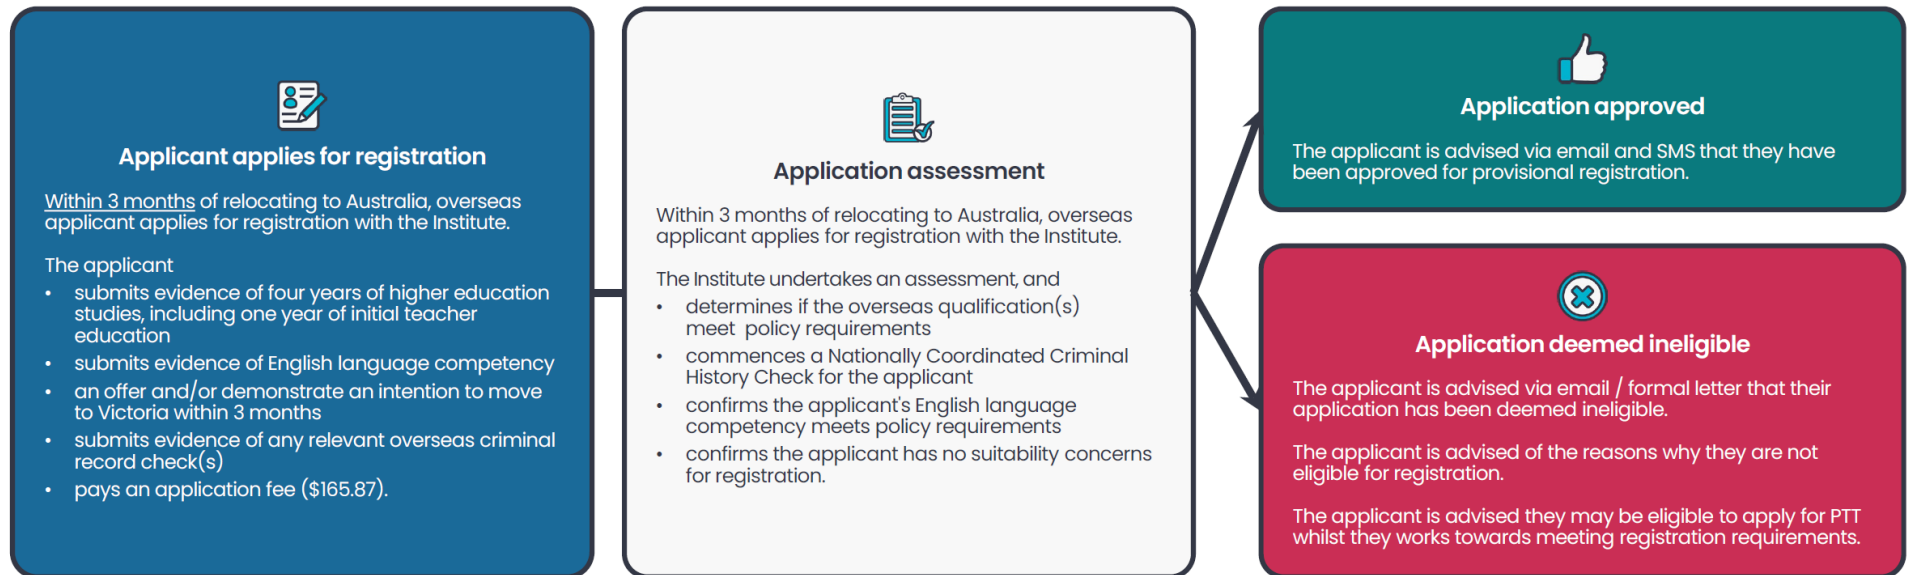 Applicant applies for registration
Within 3 months of relocating to Australia, overseas
applicant applies for registration with the Institute.
The applicant
• submits evidence of four years of higher education
studies, including one year of initial teacher
education
• submits evidence of English language competency
• an offer and/or demonstrate an intention to move
to Victoria within 3 months
• submits evidence of any relevant overseas criminal
record check(s)
• pays an application fee ($165.87).
Application assessment
Within 3 months of relocating to Australia, overseas
applicant applies for registration with the Institute.
The Institute undertakes an assessment, and
• determines if the overseas qualification(s)
meet policy requirements
• commences a Nationally Coordinated Criminal
History Check for the applicant
• confirms the applicant's English language
competency meets policy requirements
• confirms the applicant has no suitability concerns
for registration.
Application approved
The applicant is advised via email and SMS that they have
been approved for provisional registration.
Application deemed ineligible
The applicant is advised via email / formal letter that their
application has been deemed ineligible.
The applicant is advised of the reasons why they are not
eligible for registration.
The applicant is advised they may be eligible to apply for PTT
whilst they works towards meeting registration requirements.